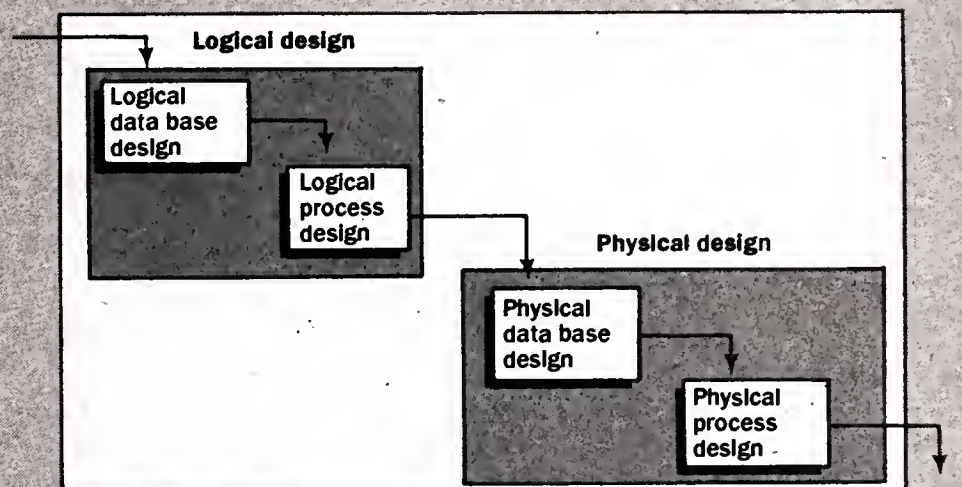 Logical design
Logical
data base
design
Logical
process
design
Physical design
Physical
data base
design
Physical
process
design